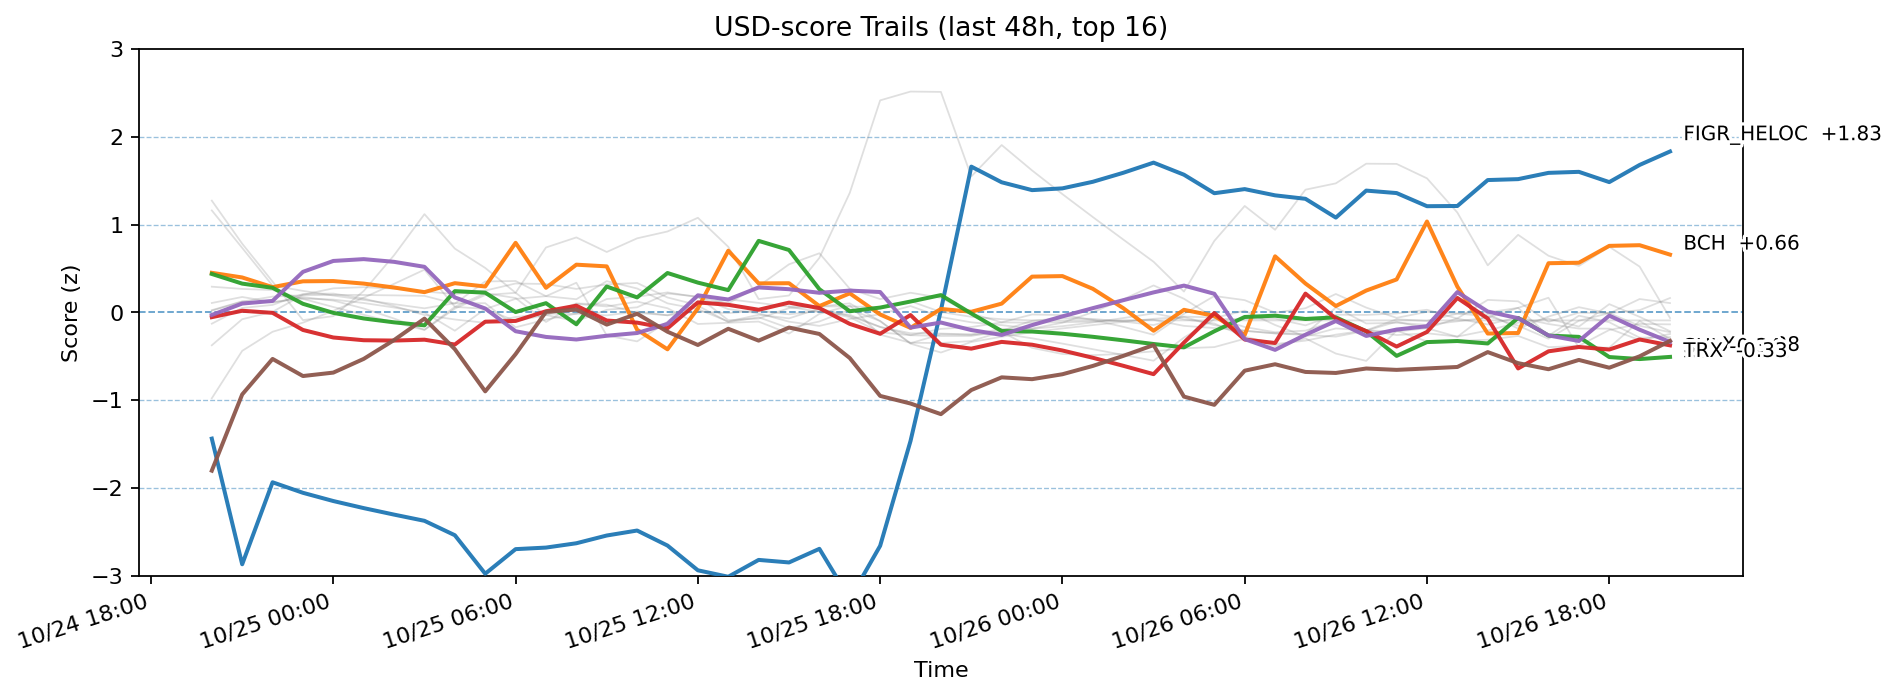 USD-score Trails (last 48h, top 16)
Score (z)
3
2
1
0
−1
−2
−3
FIGR_HELOC +1.83
BCH +0.66
TRX -0.33
10/24 18:00
10/25 00:00
10/25 06:00
10/25 12:00
10/25 18:00
10/26 00:00
10/26 06:00
10/26 12:00
10/26 18:00
Time